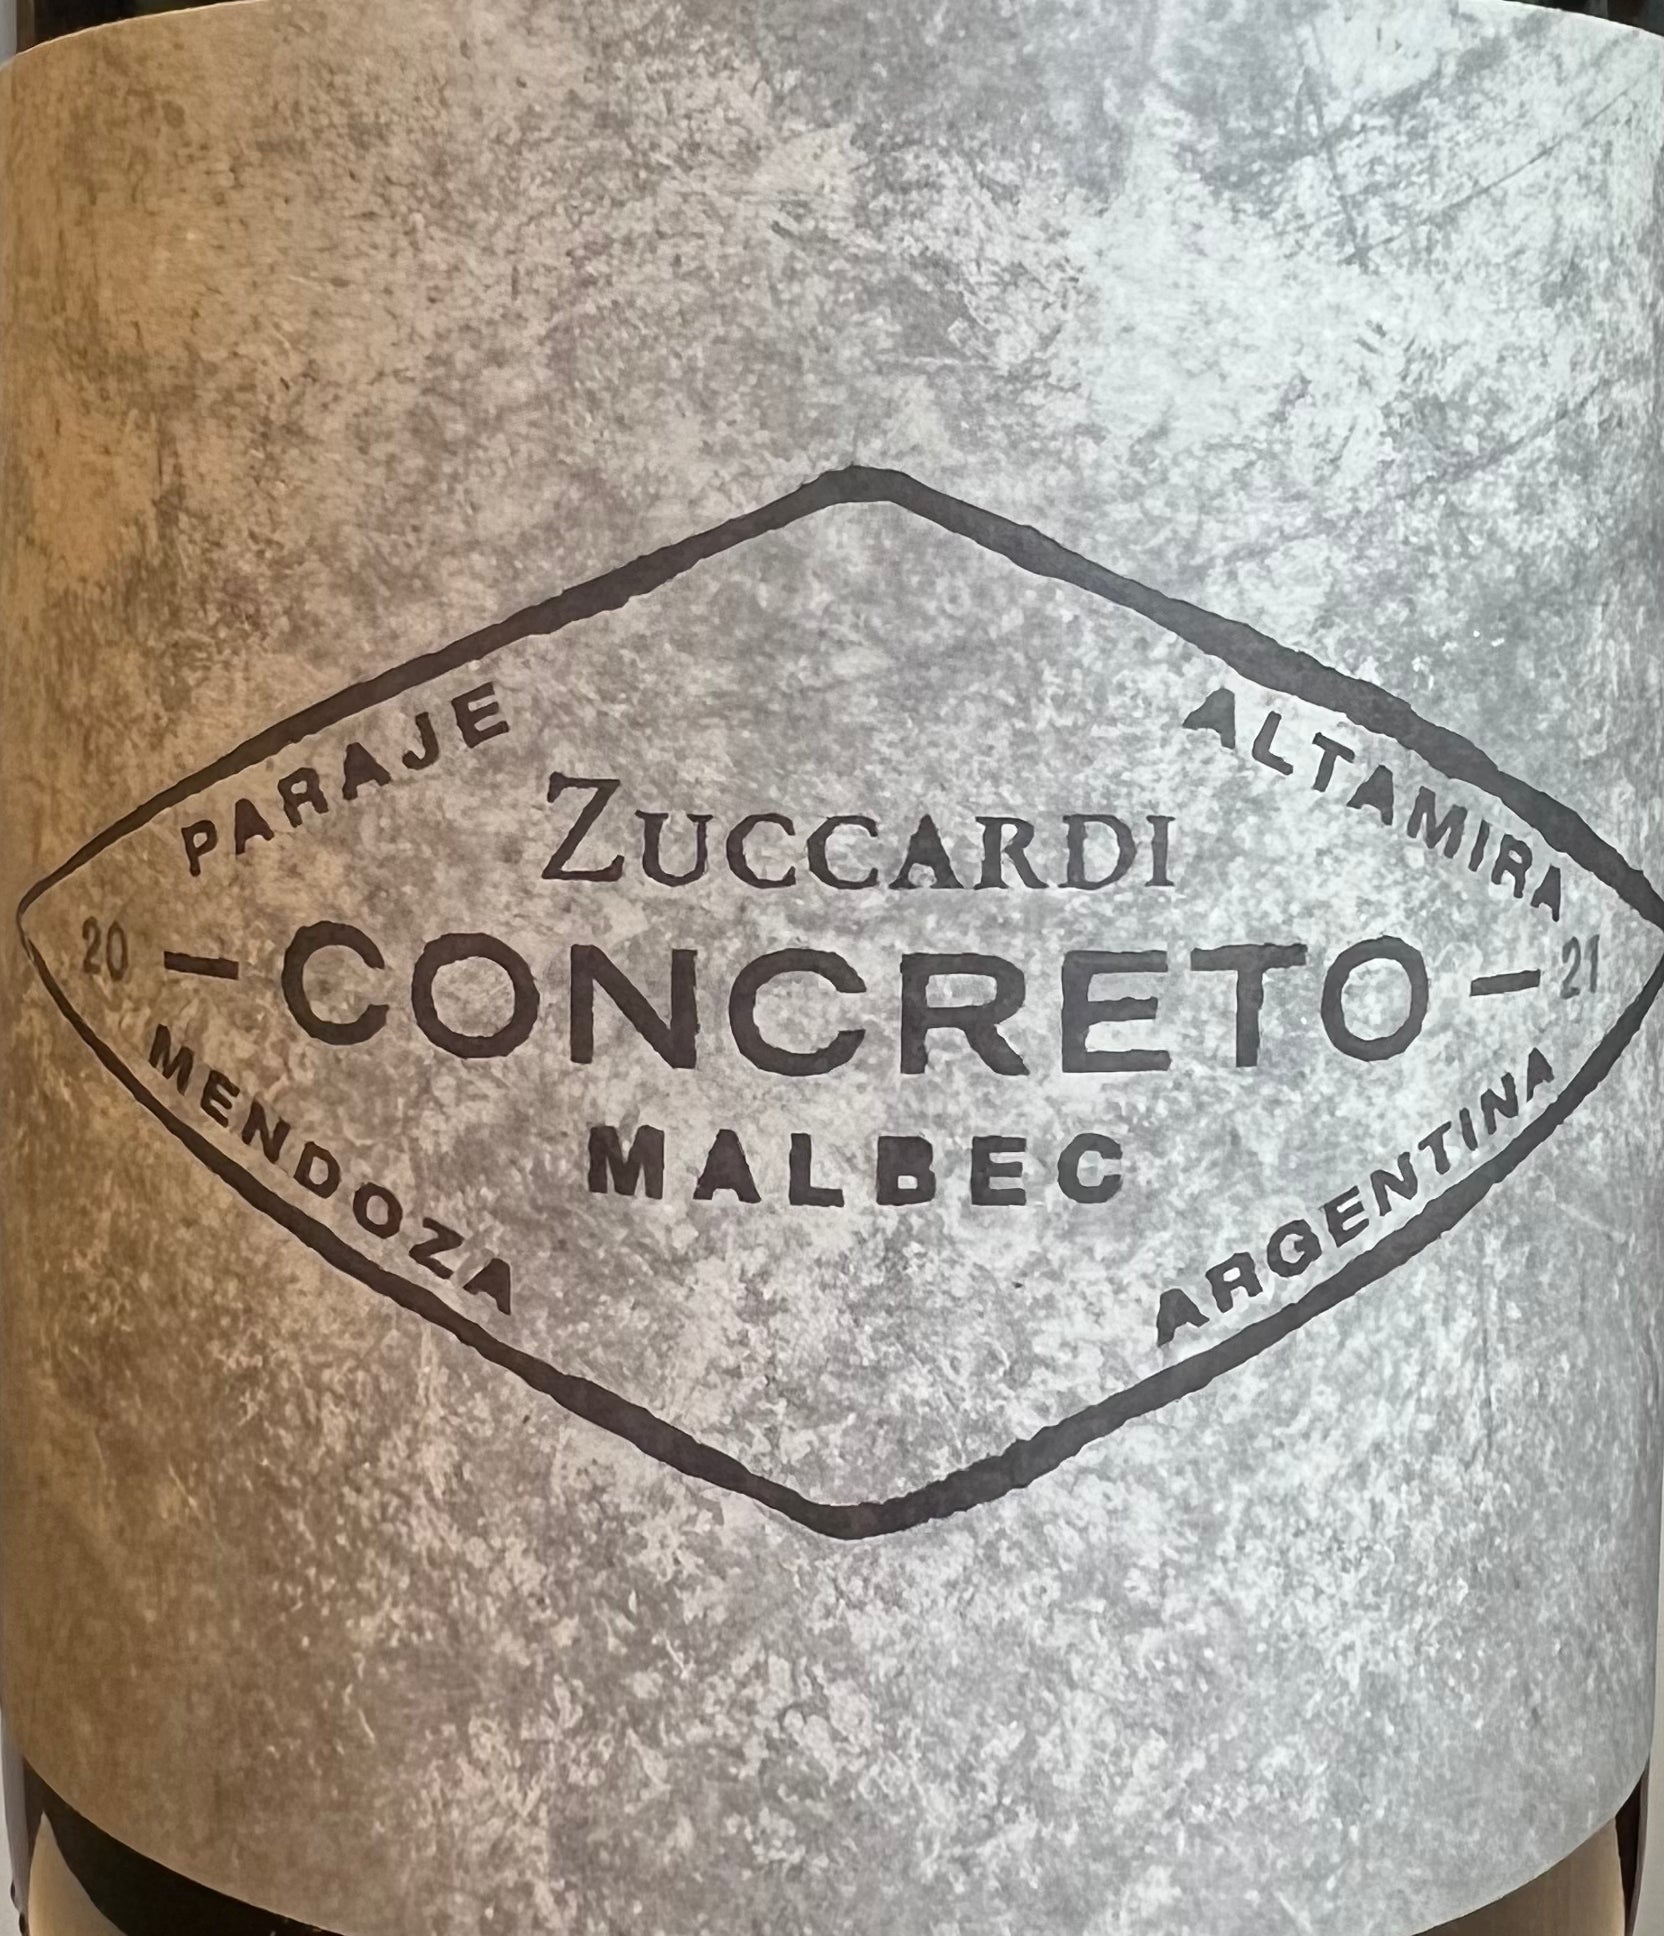 PARAJE ALTAMIRA
ZUCCARDI
20 – CONCRETO – 21
MALBEC
MENDOZA ARGENTINA